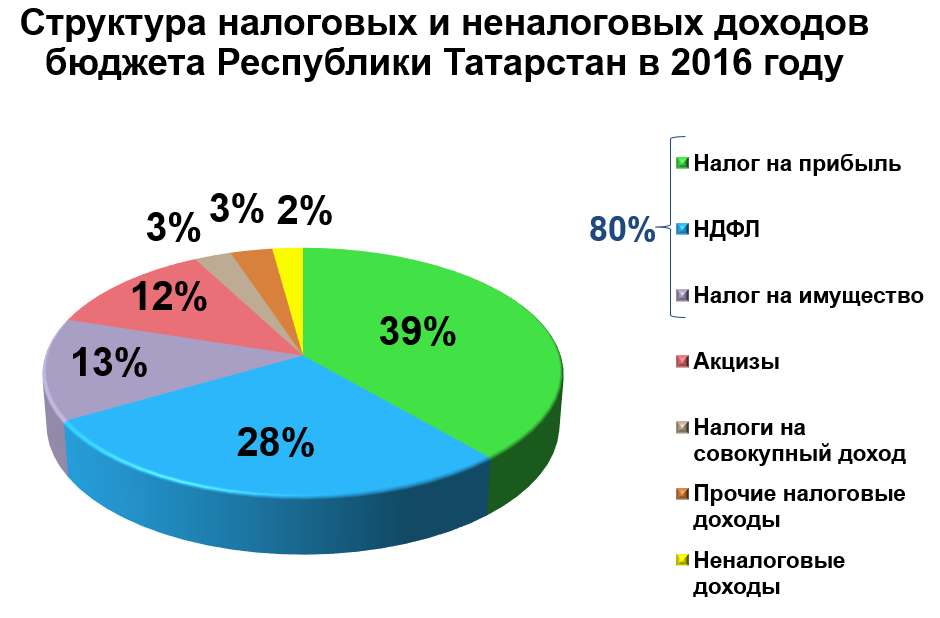 Структура налоговых и неналоговых доходов
бюджета Республики Татарстан в 2016 году
3%
3%
2%
12%
39%
13%
28%
80%
Налог на прибыль
НДФЛ
Налог на имущество
Акцизы
Налоги на
совокупный доход
Прочие налоговые
доходы
Неналоговые
доходы